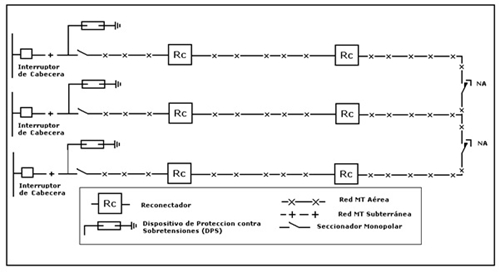 Rc
Rc
NA
Interruptor
de Cabecera
Rc
Rc
Interruptor
de Cabecera
NA
Rc
Rc
Interruptor
de Cabecera
Rc
Reconectador
Red MT Aérea
Dispositivo de Proteccion contra
Sobretensiones (DPS)
Red MT Subterránea
Seccionador Monopolar